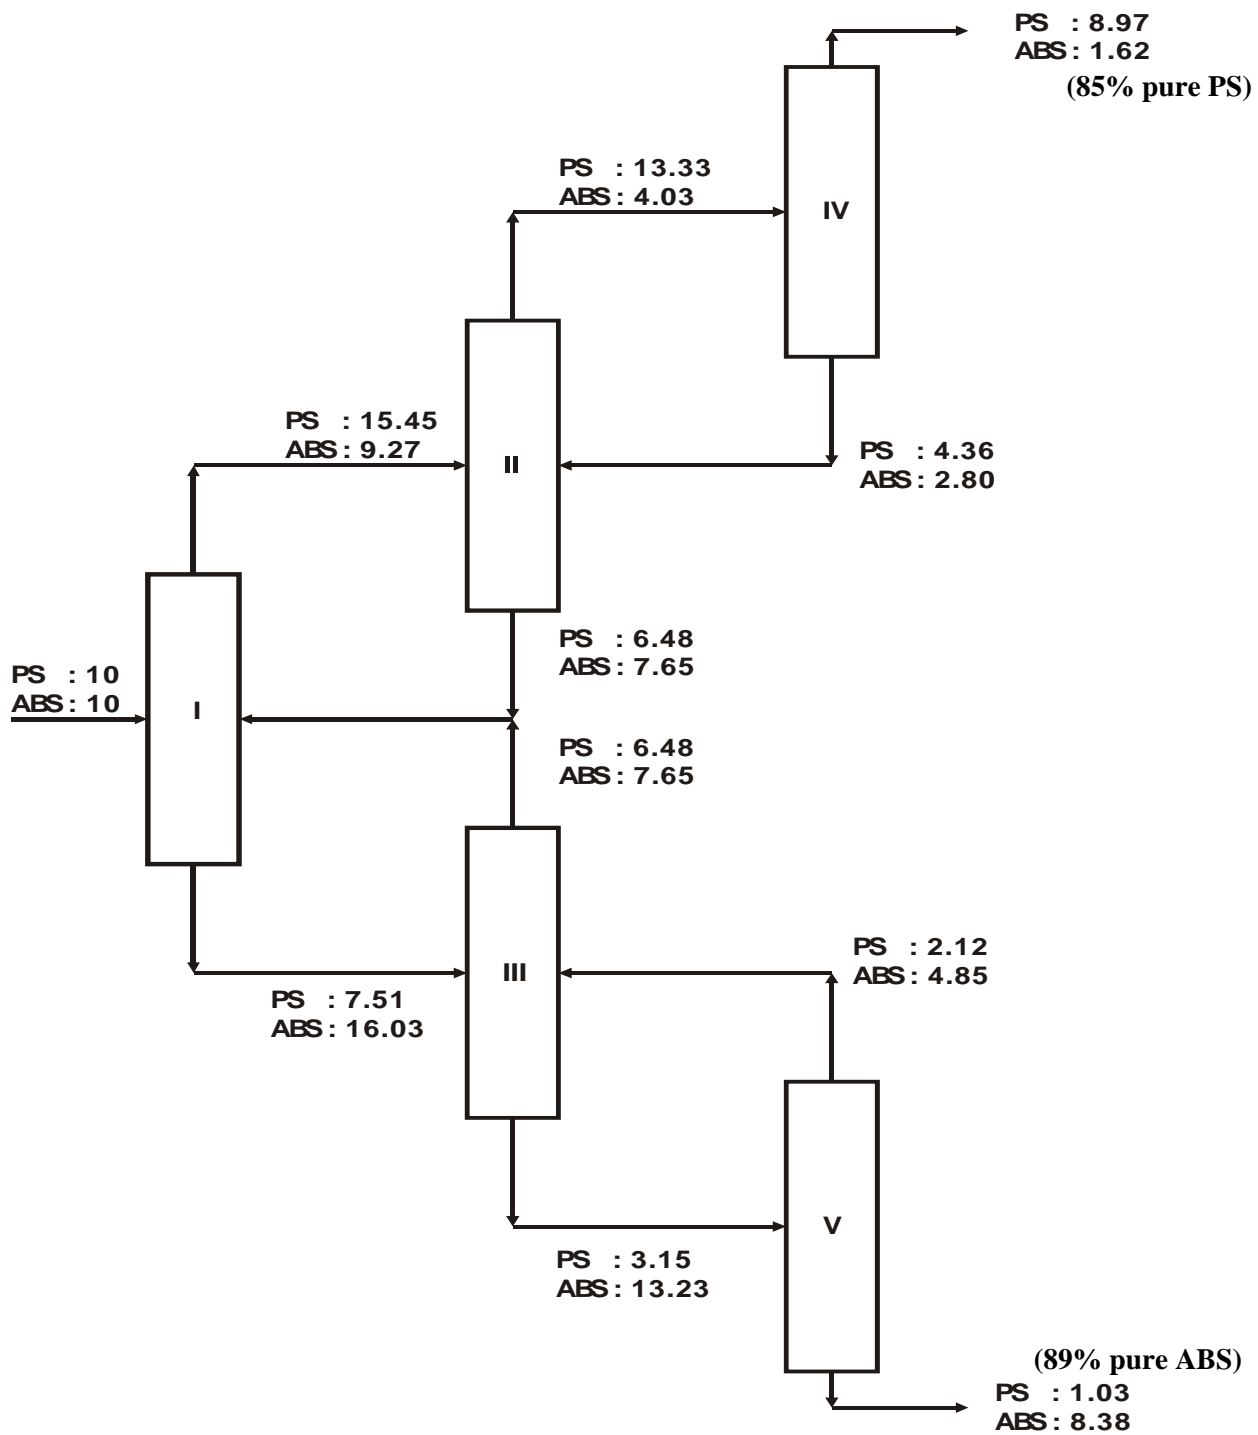 PS : 8.97
ABS : 1.62
(85% pure PS)
PS : 13.33
ABS : 4.03
IV
PS : 15.45
ABS : 9.27
II
PS : 4.36
ABS : 2.80
PS : 6.48
ABS : 7.65
PS : 10
ABS : 10
I
PS : 6.48
ABS : 7.65
PS : 2.12
ABS : 4.85
III
PS : 7.51
ABS : 16.03
V
PS : 3.15
ABS : 13.23
(89% pure ABS)
PS : 1.03
ABS : 8.38